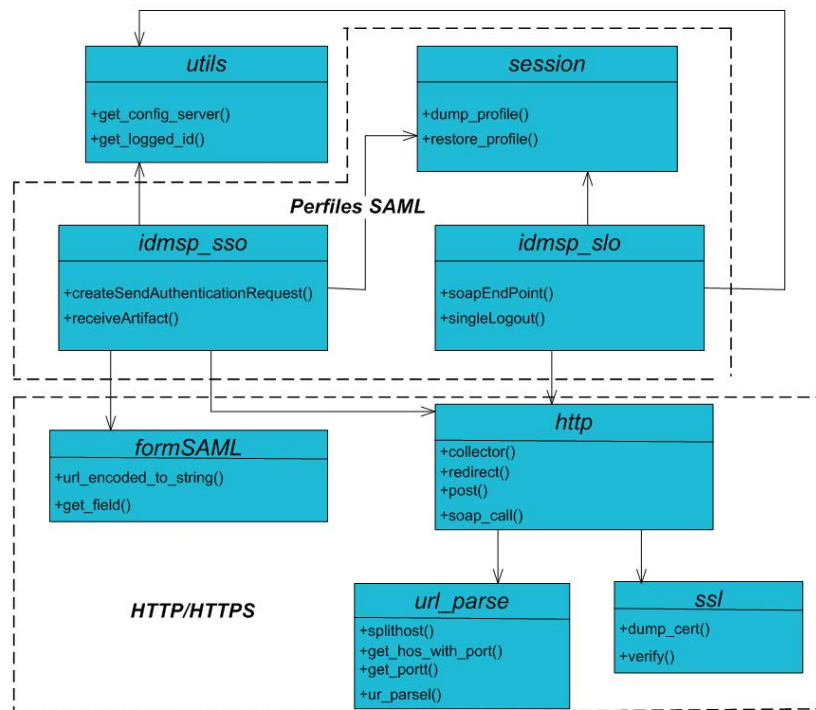 utils
+get_config_server()
+get_logged_id()
session
+dump_profile()
+restore_profile()
Perfiles SAML
idmsp_sso
+createSendAuthenticationRequest()
+receiveArtifact()
idmsp_slo
+soapEndPoint()
+singleLogout()
formSAML
+url_encoded_to_string()
+get_field()
http
+collector()
+redirect()
+post()
+soap_call()
HTTP/HTTPS
url_parse
+splithost()
+get_hos_with_port()
+get_portt()
+ur_parsel()
ssl
+dump_cert()
+verify()